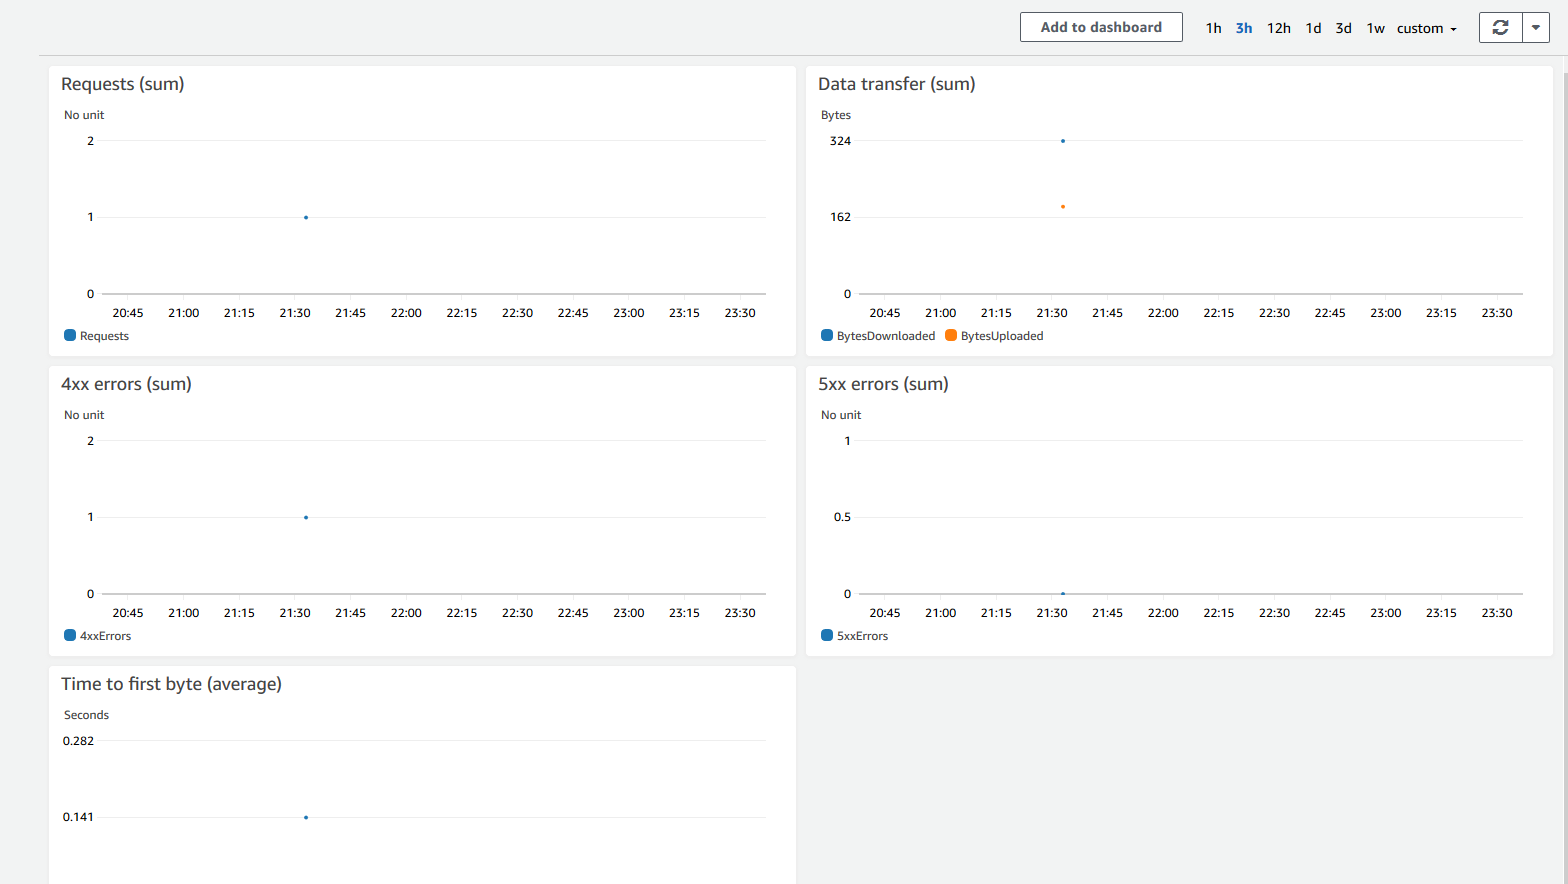 Add to dashboard 1h 3h 12h 1d 3d 1w custom
Requests (sum)
No unit
2
1
0
20:45 21:00 21:15 21:30 21:45 22:00 22:15 22:30 22:45 23:00 23:15 23:30
Requests
Data transfer (sum)
Bytes
324
162
0
20:45 21:00 21:15 21:30 21:45 22:00 22:15 22:30 22:45 23:00 23:15 23:30
BytesDownloaded BytesUploaded
4xx errors (sum)
No unit
2
1
0
20:45 21:00 21:15 21:30 21:45 22:00 22:15 22:30 22:45 23:00 23:15 23:30
4xxErrors
5xx errors (sum)
No unit
1
0.5
0
20:45 21:00 21:15 21:30 21:45 22:00 22:15 22:30 22:45 23:00 23:15 23:30
5xxErrors
Time to first byte (average)
Seconds
0.282
0.141